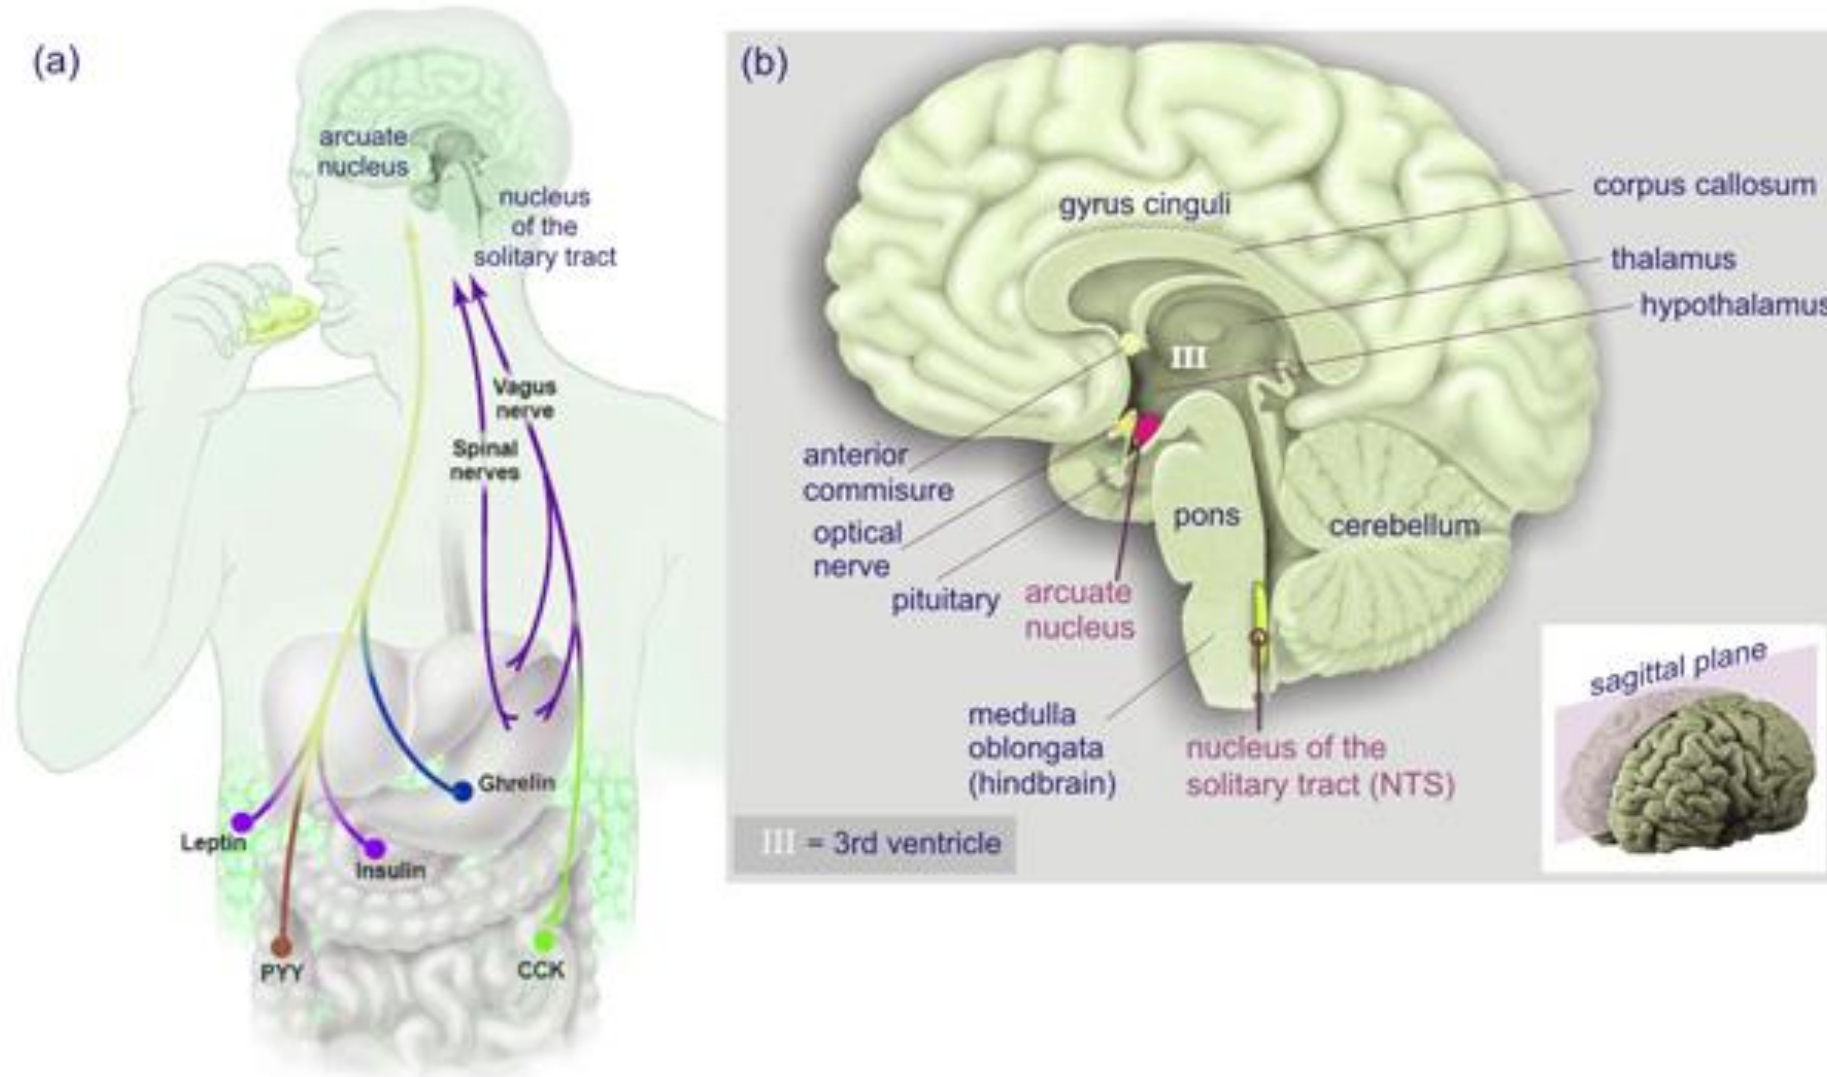 (a)
arcuate
nucleus
nucleus
of the
solitary tract
Vagus
nerve
Spinal
nerves
Ghrelin
Leptin
Insulin
PYY
CCK
(b)
gyrus cinguli
corpus callosum
thalamus
hypothalamus
III
anterior
commisure
optical
nerve
pituitary
arcuate
nucleus
pons
cerebellum
medulla
oblongata
(hindbrain)
nucleus of the
solitary tract (NTS)
III = 3rd ventricle
sagittal plane